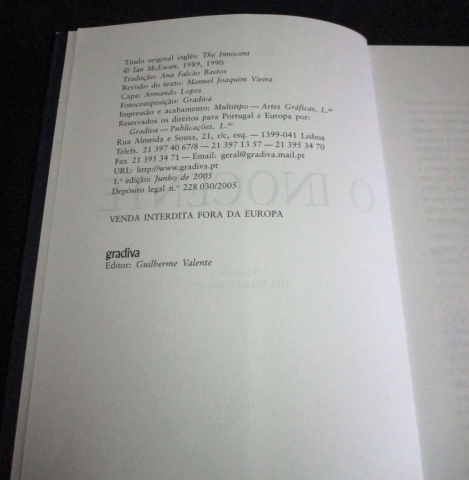 Título original inglês: The Innocent
© Ian McEwan, 1989, 1990
Tradução: Ana Falcão Bastos
Revisão do texto: Manuel Joaquim Vieira
Capa: Armando Lopes
Fotocomposição: Gradiva
Impressão e acabamento: Multitipo — Artes Gráficas, L.da
Reservados os direitos para Portugal e Europa por:
Gradiva — Publicações, L.da
Rua Almeida e Sousa, 21, r/c, esq. — 1399-041 Lisboa
Telefs. 21 397 40 67/8 — 21 397 13 57 — 21 395 34 70
Fax 21 395 34 71 — Email: geral@gradiva.mail.pt
URL: http://www.gradiva.pt
1.a edição: Junho de 2005
Depósito legal n.o 228 030/2005
VENDA INTERDITA FORA DA EUROPA
gradiva
Editor: Guilherme Valente
O INOCENTE